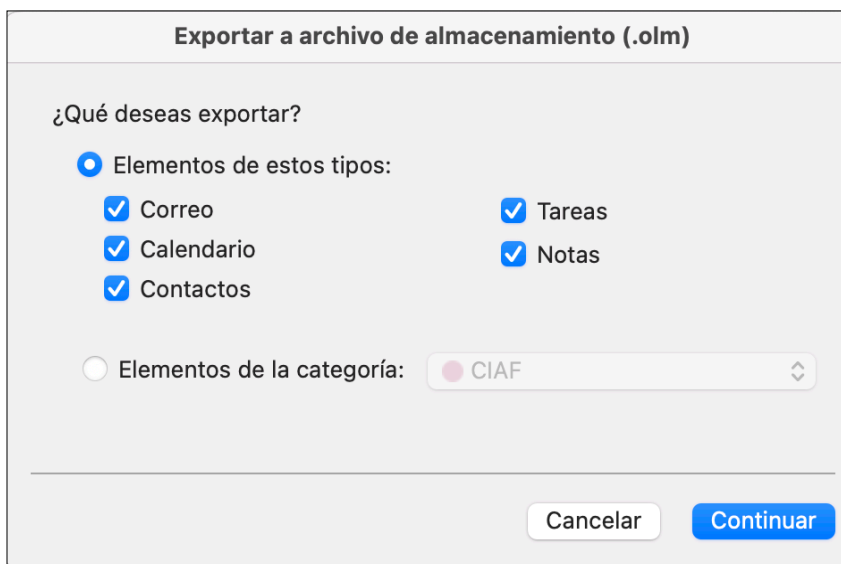 Exportar a archivo de almacenamiento (.olm)
¿Qué deseas exportar?
Elementos de estos tipos:
Correo
Tareas
Calendario
Notas
Contactos
Elementos de la categoría:
CIAF
Cancelar
Continuar